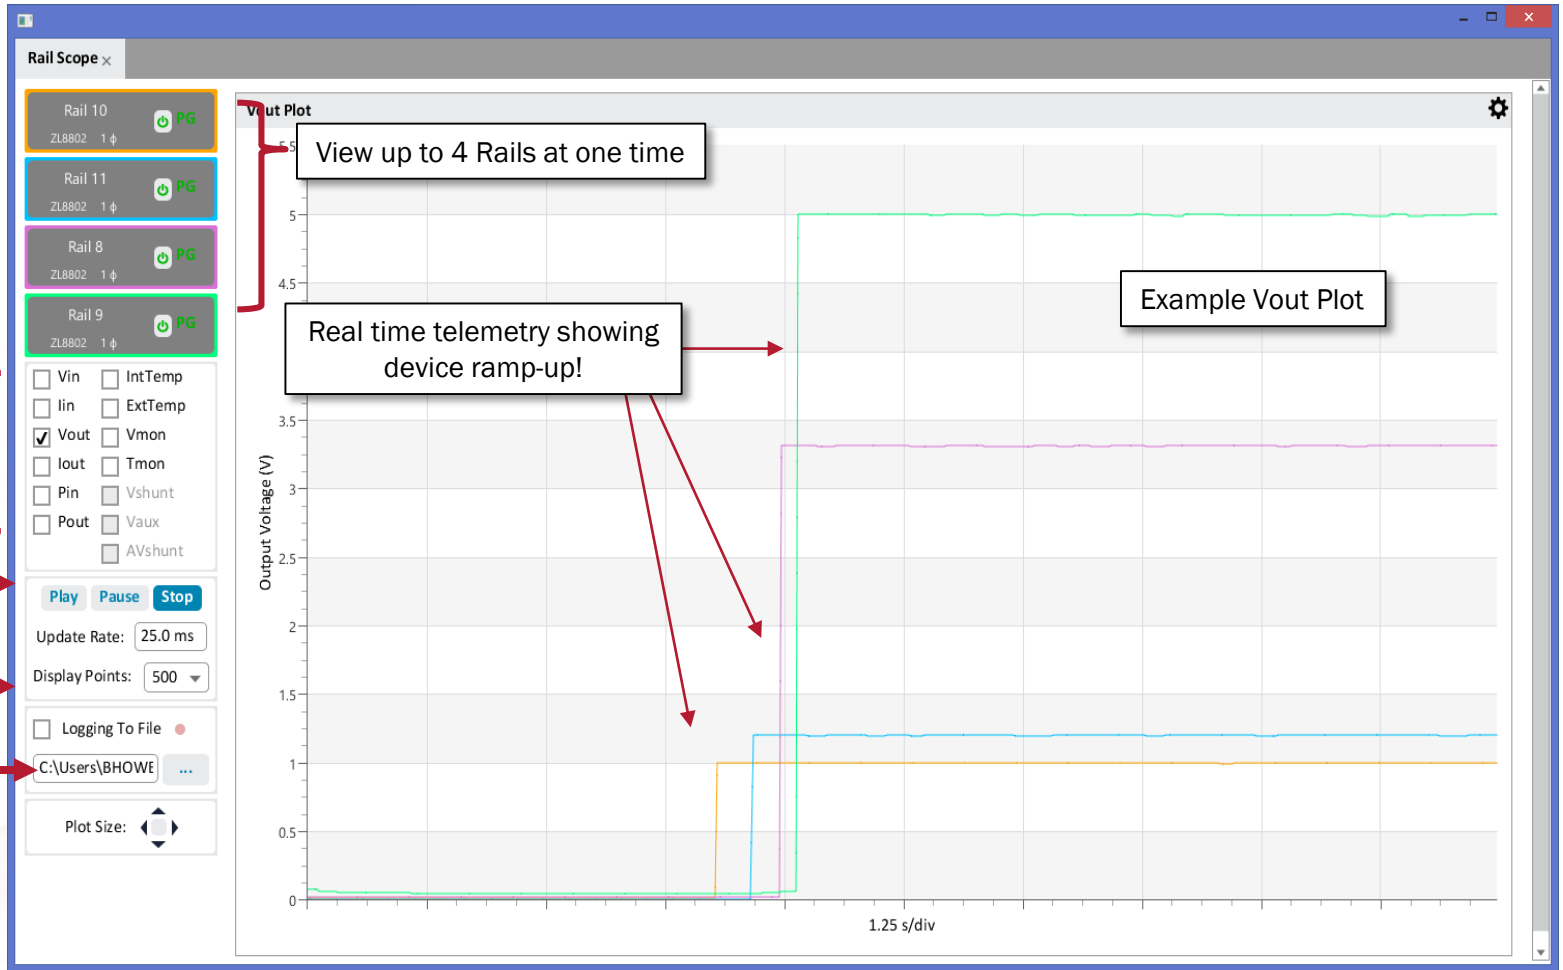 Rail Scope
Rail 10
PG
ZL8802 1 ϕ
Rail 11
PG
ZL8802 1 ϕ
Rail 8
PG
ZL8802 1 ϕ
Rail 9
PG
ZL8802 1 ϕ
Vin IntTemp
Iin ExtTemp
Vout Vmon
Iout Tmon
Pin Vshunt
Pout Vaux
AVshunt
Play Pause Stop
Update Rate: 25.0 ms
Display Points: 500
Logging To File
C:\Users\BHOWE ...
Plot Size:
Vout Plot
View up to 4 Rails at one time
Real time telemetry showing
device ramp-up!
Example Vout Plot
Output Voltage (V)
5.5
5
4.5
3.5
3
2.5
2
1.5
1
0.5
0
1.25 s/div